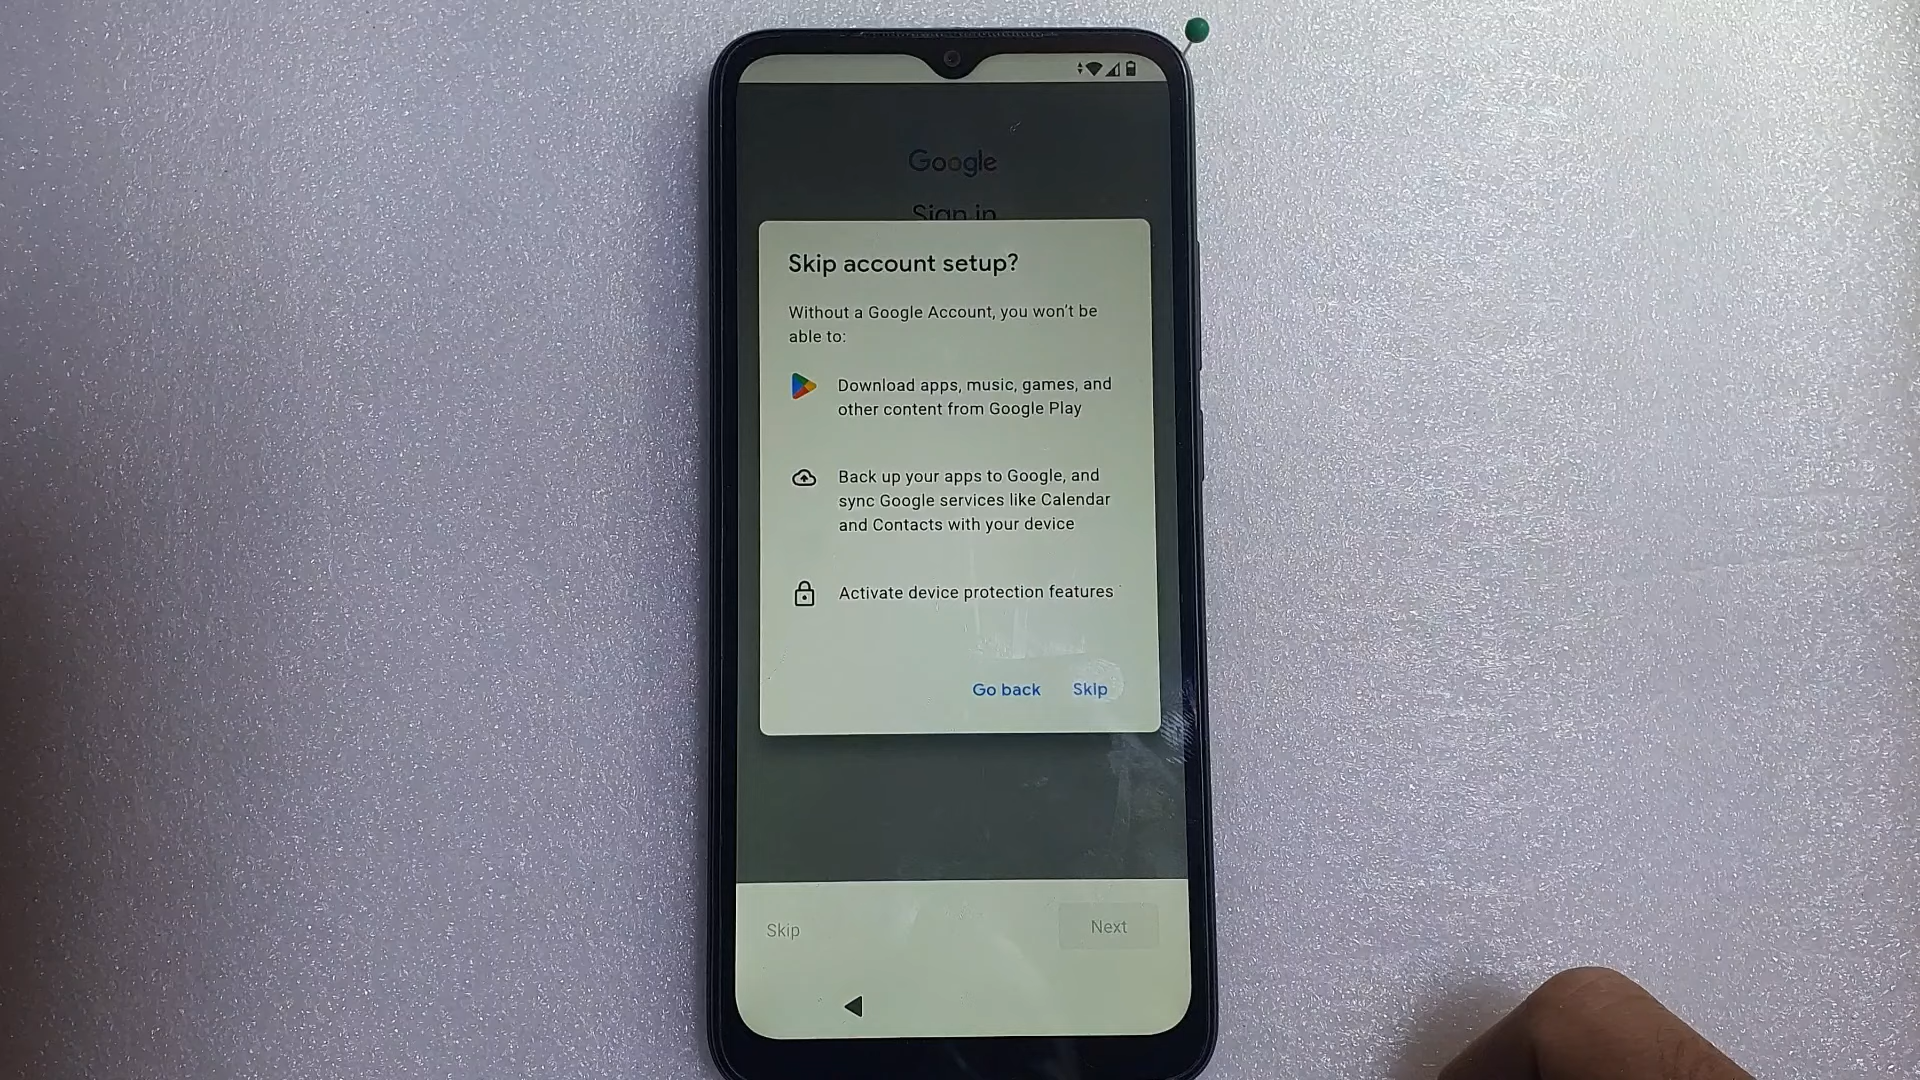 Google
Sign in
Skip account setup?
Without a Google Account, you won't be
able to:
Download apps, music, games, and
other content from Google Play
Back up your apps to Google, and
sync Google services like Calendar
and Contacts with your device
Activate device protection features
Go back Skip
Skip Next